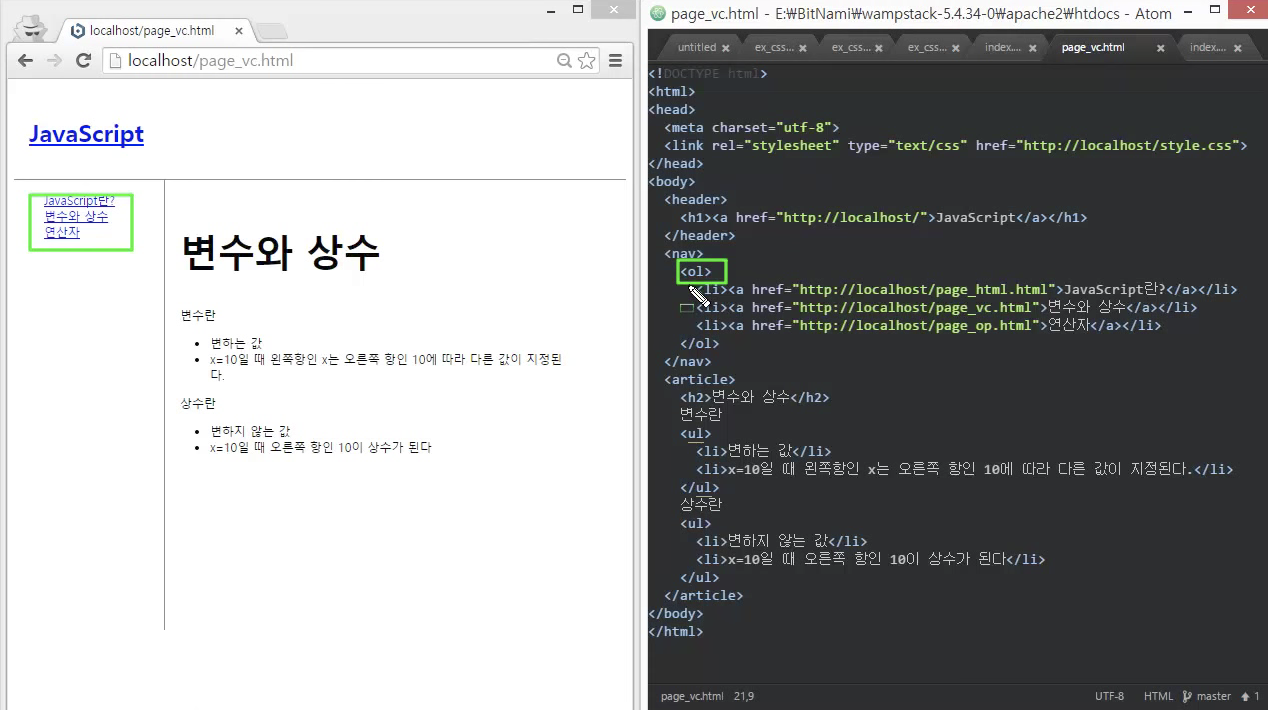 localhost/page_vc.html
localhost/page_vc.html
JavaScript
JavaScript란?
변수와 상수
연산자
변수와 상수
변수란
변하는 값
x=10일 때 왼쪽항인 x는 오른쪽 항인 10에 따라 다른 값이 지정된
다.
상수란
변하지 않는 값
x=10일 때 오른쪽 항인 10이 상수가 된다
page_vc.html - E:₩BitNami₩wampstack-5.4.34-0₩apache2₩htdocs - Atom
untitled ex_css... ex_css... ex_css... index.... page_vc.html index....
<!DOCTYPE html>
<html>
<head>
<meta charset="utf-8">
<link rel="stylesheet" type="text/css" href="http://localhost/style.css">
</head>
<body>
<header>
<h1><a href="http://localhost/">JavaScript</a></h1>
</header>
<nav>
<ol>
<li><a href="http://localhost/page_html.html">JavaScript란?</a></li>
<li><a href="http://localhost/page_vc.html">변수와 상수</a></li>
<li><a href="http://localhost/page_op.html">연산자</a></li>
</ol>
</nav>
<article>
<h2>변수와 상수</h2>
변수란
<ul>
<li>변하는 값</li>
<li>x=10일 때 왼쪽항인 x는 오른쪽 항인 10에 따라 다른 값이 지정된다.</li>
</ul>
상수란
<ul>
<li>변하지 않는 값</li>
<li>x=10일 때 오른쪽 항인 10이 상수가 된다</li>
</ul>
</article>
</body>
</html>
page_vc.html 21,9 UTF-8 HTML master 1